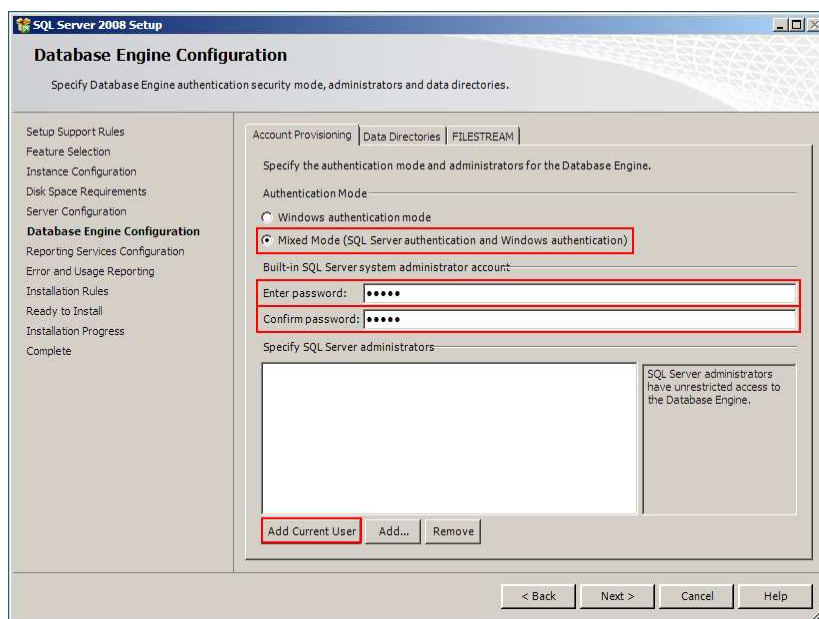 SQL Server 2008 Setup
Database Engine Configuration
Specify Database Engine authentication security mode, administrators and data directories.
Setup Support Rules
Feature Selection
Instance Configuration
Disk Space Requirements
Server Configuration
Database Engine Configuration
Reporting Services Configuration
Error and Usage Reporting
Installation Rules
Ready to Install
Installation Progress
Complete
Account Provisioning Data Directories FILESTREAM
Specify the authentication mode and administrators for the Database Engine.
Authentication Mode
Windows authentication mode
Mixed Mode (SQL Server authentication and Windows authentication)
Built-in SQL Server system administrator account
Enter password: •••••
Confirm password: •••••
Specify SQL Server administrators
SQL Server administrators
have unrestricted access to
the Database Engine.
Add Current User Add... Remove
< Back Next > Cancel Help